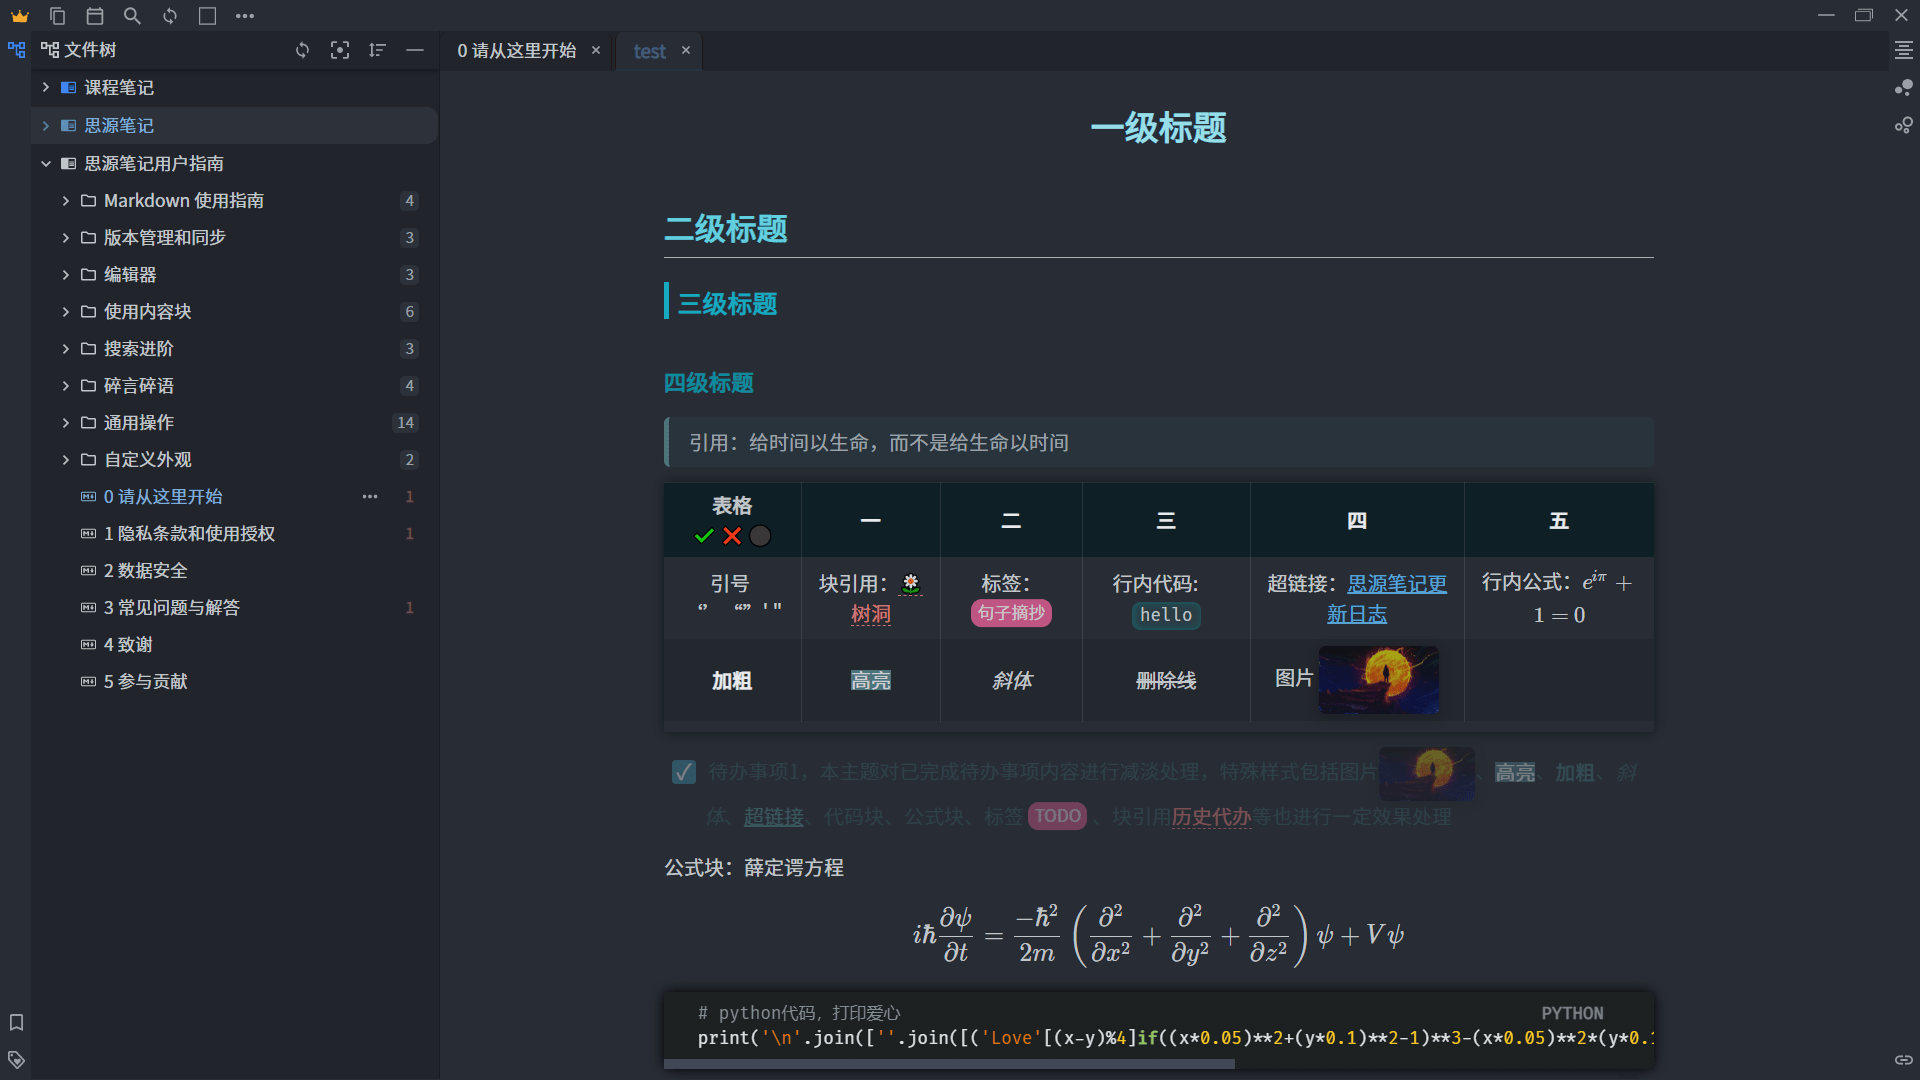 文件树
课程笔记
思源笔记
思源笔记用户指南
Markdown 使用指南 4
版本管理和同步 3
编辑器 3
使用内容块 6
搜索进阶 3
碎言碎语 4
通用操作 14
自定义外观 2
0 请从这里开始 ••• 1
1 隐私条款和使用授权 1
2 数据安全
3 常见问题与解答 1
4 致谢
5 参与贡献
0 请从这里开始 × test ×
一级标题
二级标题
三级标题
四级标题
引用：给时间以生命，而不是给生命以时间
表格 一 二 三 四 五
引号 块引用： 标签： 行内代码: 超链接：思源笔记更 行内公式：$e^{i\pi}$ +
‘’ “” ' " 树洞 句子摘抄 hello 新日志 1 = 0
加粗 高亮 斜体 删除线 图片
待办事项1，本主题对已完成待办事项内容进行减淡处理，特殊样式包括图片、高亮、加粗、斜
体、超链接、代码块、公式块、标签 TODO 、块引用历史代办等也进行一定效果处理
公式块：薛定谔方程
$i\hbar\frac{\partial\psi}{\partial t} = \frac{-\hbar^2}{2m}\left(\frac{\partial^2}{\partial x^2} + \frac{\partial^2}{\partial y^2} + \frac{\partial^2}{\partial z^2}\right)\psi + V\psi$
# python代码，打印爱心 PYTHON
print('\n'.join([''.join([('Love'[(x-y)%4]if((x*0.05)**2+(y*0.1)**2-1)**3-(x*0.05)**2*(y*0.1